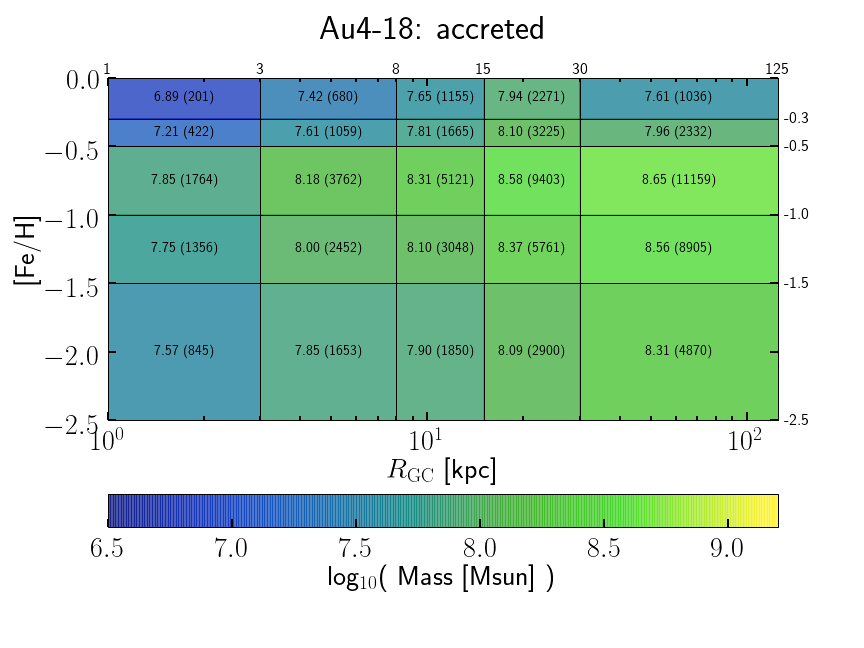 Au4-18: accreted
1 3 8 15 30 125
0.0
6.89 (201) 7.42 (680) 7.65 (1155) 7.94 (2271) 7.61 (1036)
-0.3
7.21 (422) 7.61 (1059) 7.81 (1665) 8.10 (3225) 7.96 (2332)
−0.5 -0.5
7.85 (1764) 8.18 (3762) 8.31 (5121) 8.58 (9403) 8.65 (11159)
−1.0 -1.0
[Fe/H]
7.75 (1356) 8.00 (2452) 8.10 (3048) 8.37 (5761) 8.56 (8905)
−1.5 -1.5
7.57 (845) 7.85 (1653) 7.90 (1850) 8.09 (2900) 8.31 (4870)
−2.0
−2.5 -2.5
10⁰ 10¹ 10²
R_GC [kpc]
6.5 7.0 7.5 8.0 8.5 9.0
log₁₀( Mass [Msun] )